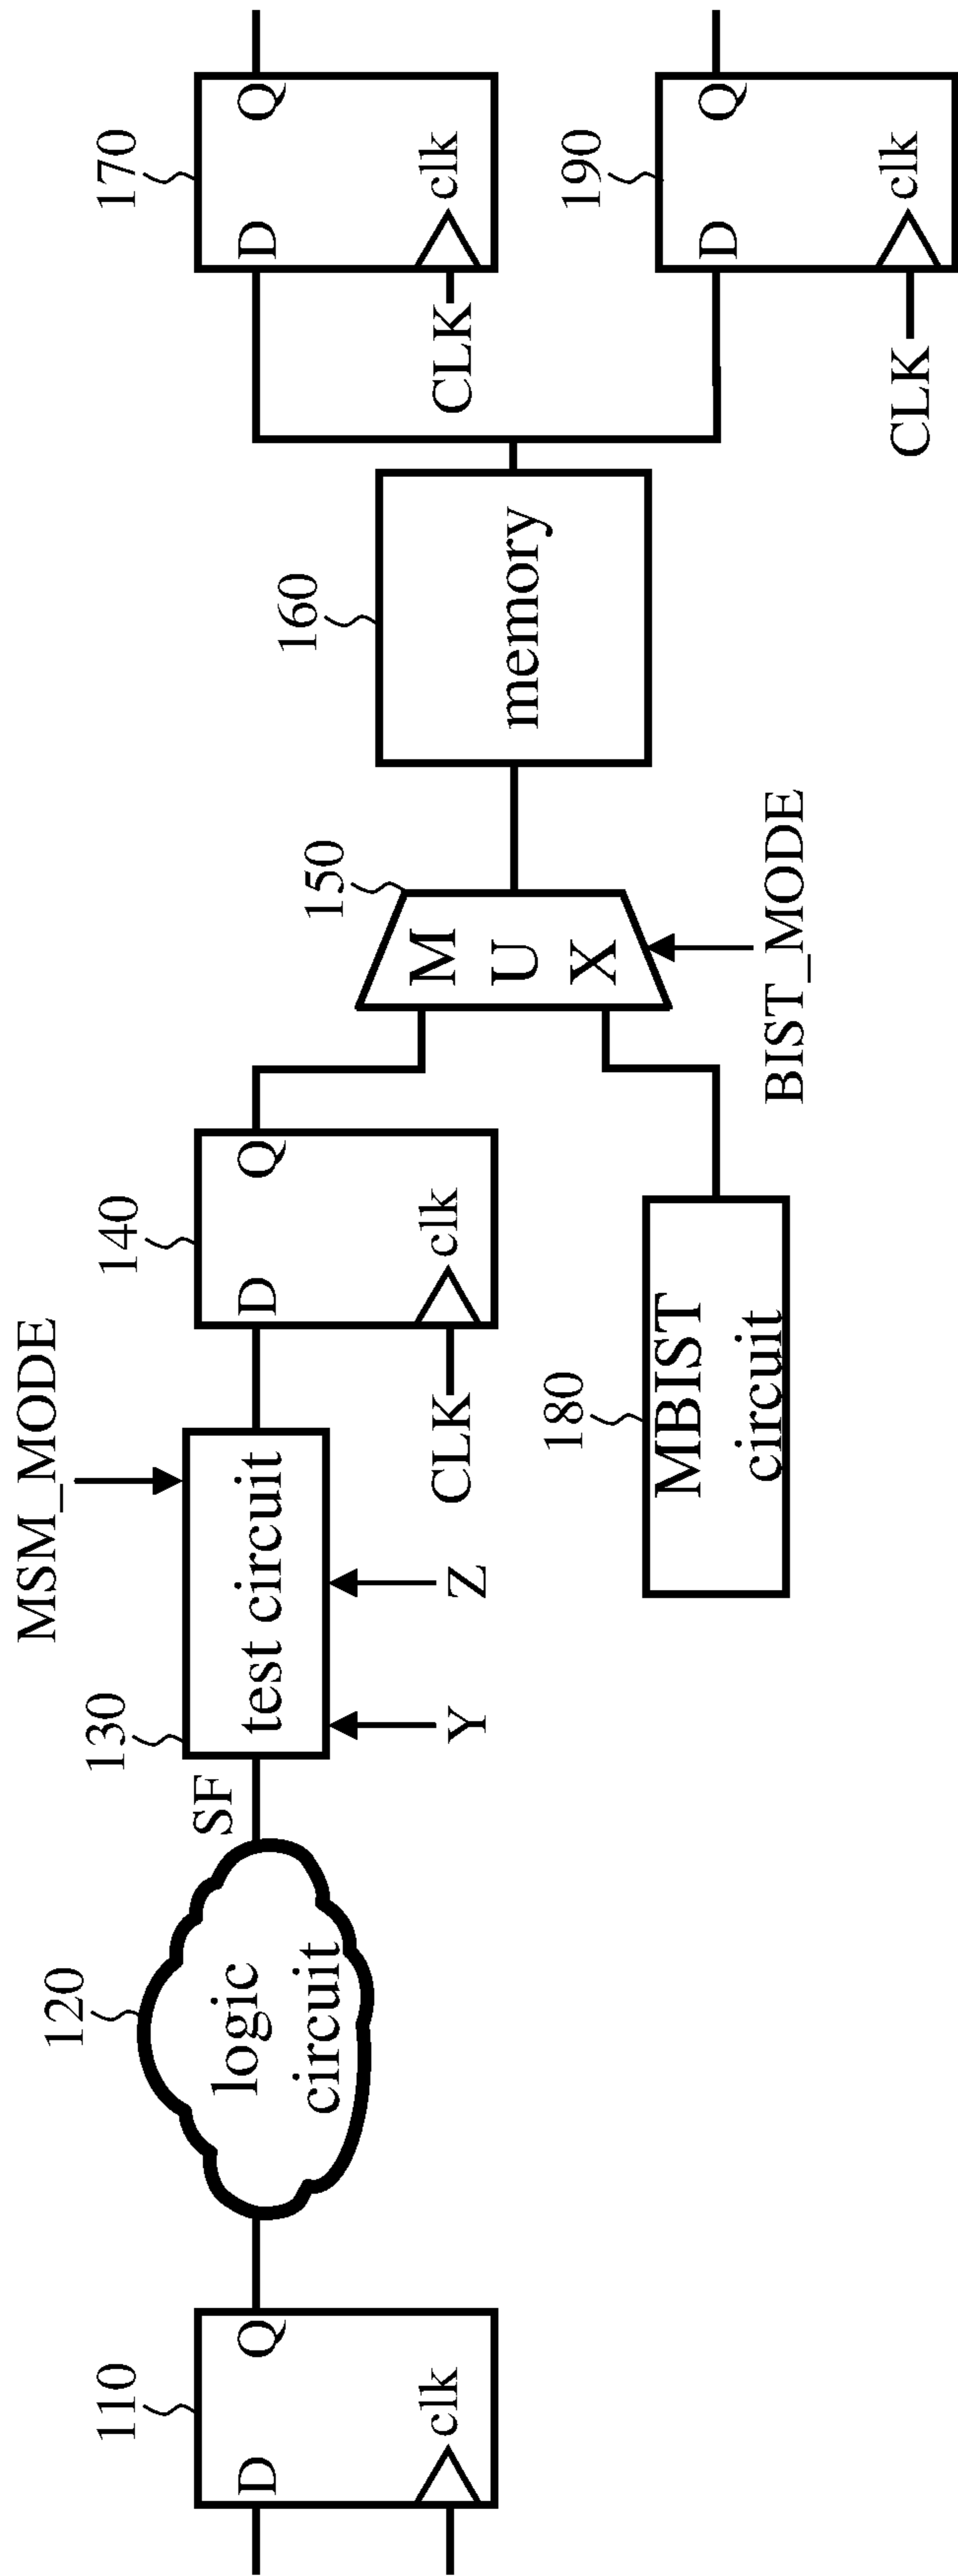 110
D
Q
clk
120
logic
circuit
SF
130
test circuit
MSM_MODE
Y
Z
140
D
Q
clk
CLK
180
MBIST
circuit
150
M
U
X
BIST_MODE
160
memory
170
D
Q
clk
CLK
190
D
Q
clk
CLK